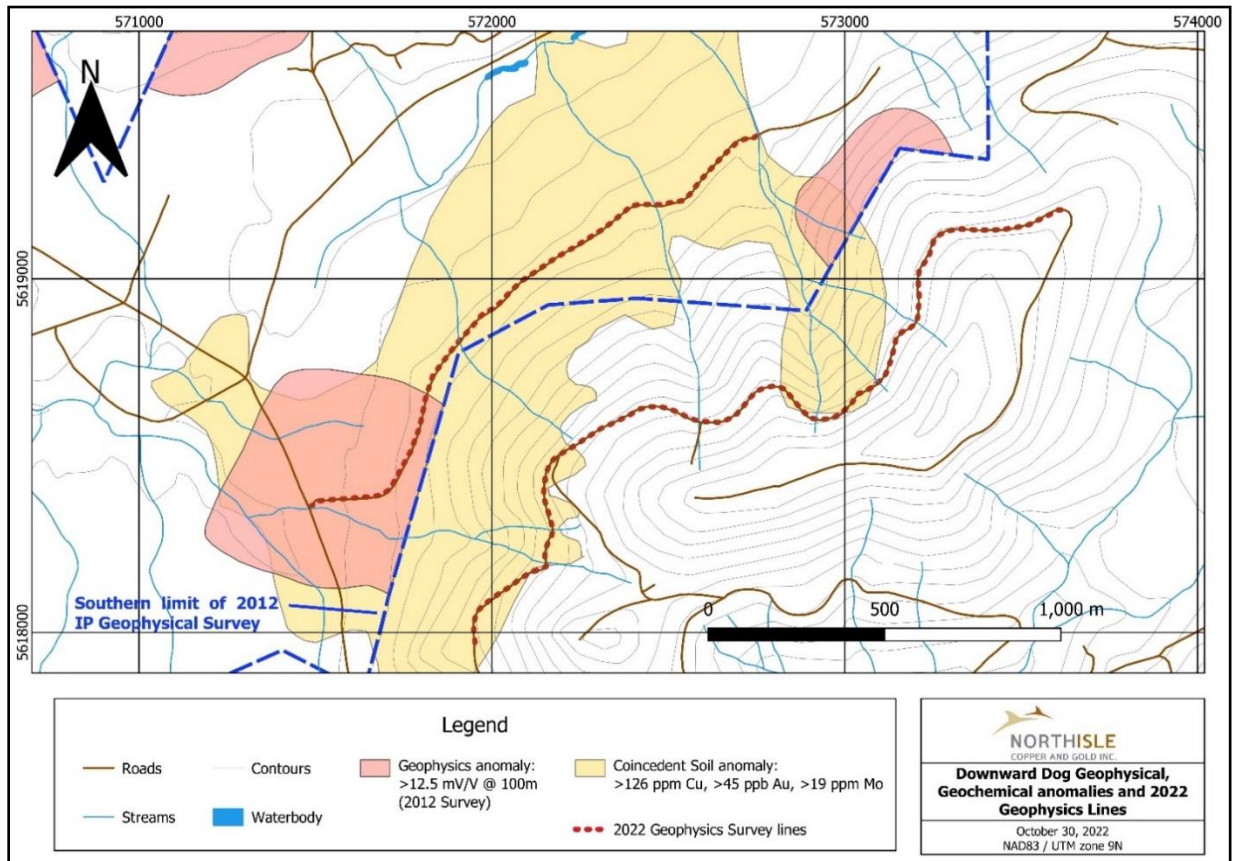 571000
572000
573000
574000
N
5619000
5618000
Southern limit of 2012
IP Geophysical Survey
0
500
1,000 m
Legend
Roads
Contours
Geophysics anomaly:
>12.5 mV/V @ 100m
(2012 Survey)
Coincedent Soil anomaly:
>126 ppm Cu, >45 ppb Au, >19 ppm Mo
Streams
Waterbody
2022 Geophysics Survey lines
NORTHISLE
COPPER AND GOLD INC.
Downward Dog Geophysical,
Geochemical anomalies and 2022
Geophysics Lines
October 30, 2022
NAD83 / UTM zone 9N